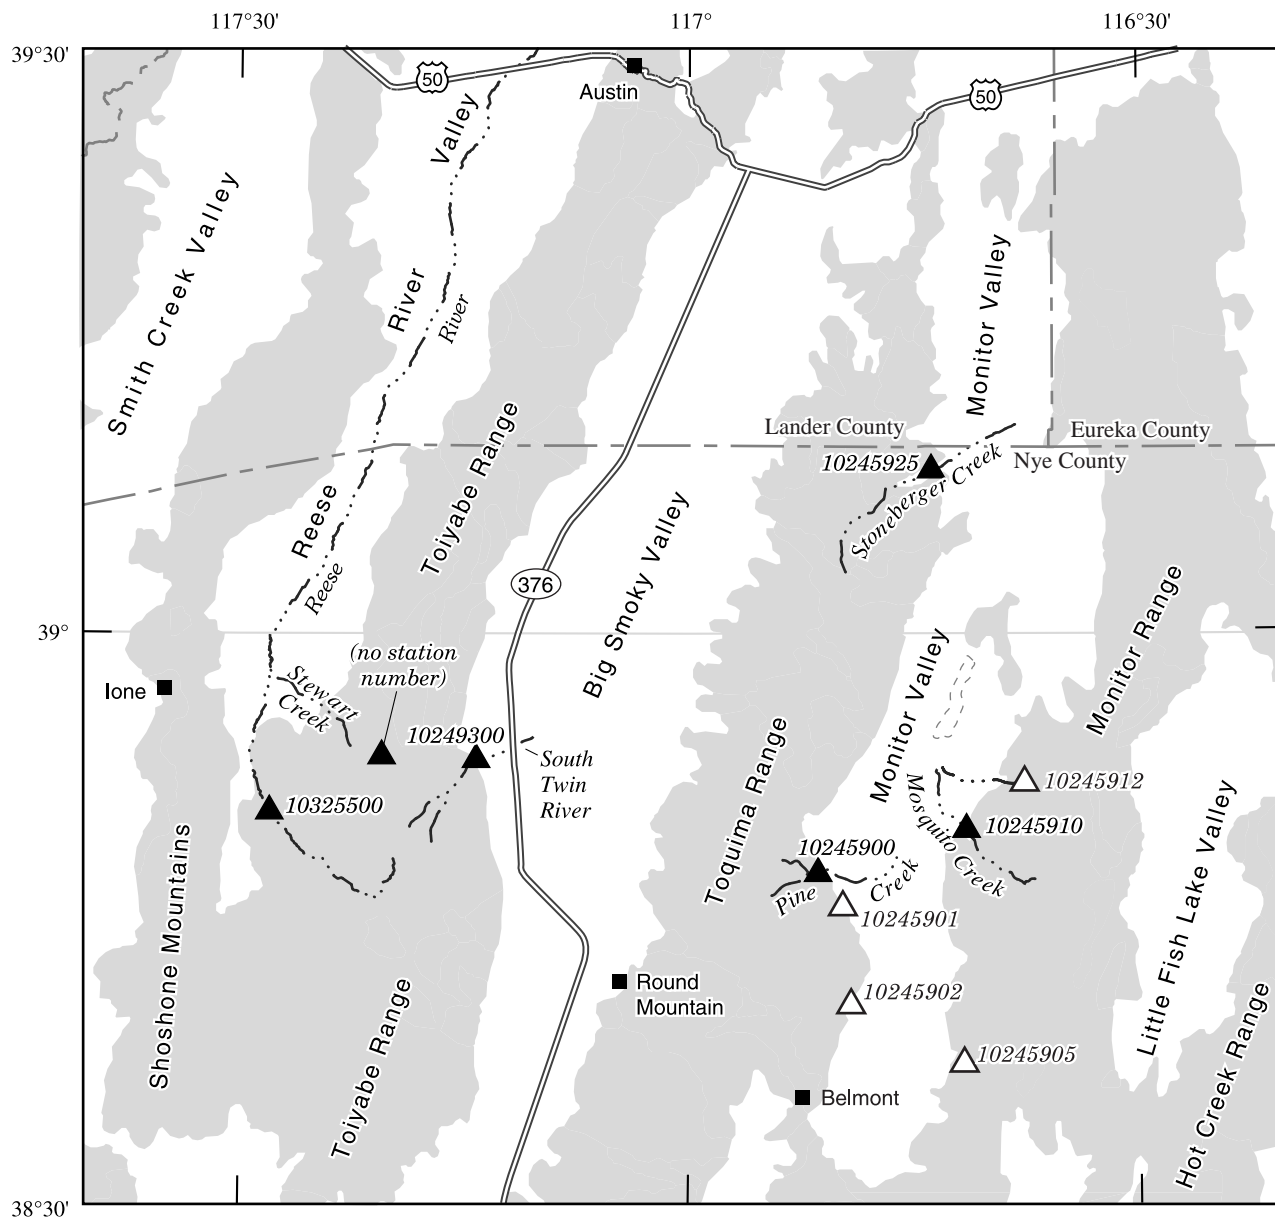 117°30'
117°
116°30'
39°30'
50
Austin
50
Valley
River
River
Smith Creek Valley
Monitor Valley
Lander County
Eureka County
Nye County
10245925
Stoneberger Creek
Toiyabe Range
Reese
Reese
376
Big Smoky Valley
39°
Monitor Range
Monitor Valley
(no station
number)
Stewart
Creek
Ione
10249300
South
Twin
River
10325500
Toquima Range
10245912
Mosquito Creek
10245910
10245900
Pine
Creek
10245901
Little Fish Lake Valley
Shoshone Mountains
Round
Mountain
10245902
Toiyabe Range
10245905
Belmont
Hot Creek Range
38°30'